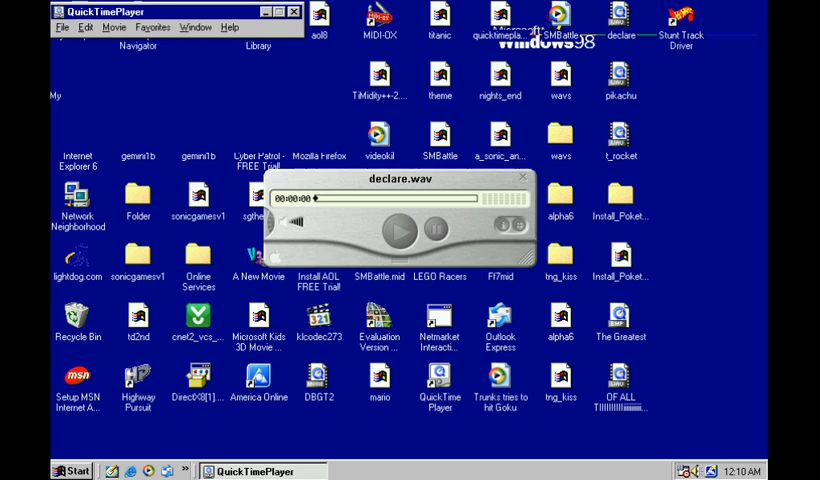 QuickTimePlayer
File Edit Movie Favorites Window Help
Navigator
Library
aol8
MIDI-OX
titanic
quicktimepla...
SMBattle
declare
Stunt Track
Driver
Microsoft
Windows98
My
TiMidity++-2....
theme
nights_end
wavs
pikachu
Internet
Explorer 6
gemini1b
gemini1b
Cyber Patrol -
FREE Trial!
Mozilla Firefox
videokil
SMBattle
a_sonic_an...
wavs
t_rocket
declare.wav
00:00:00
Network
Neighborhood
Folder
sonicgamesv1
alpha6
Install_Poket...
lightdog.com
sonicgamesv1
Online
Services
A New Movie
Install AOL
FREE Trial!
SMBattle.mid
LEGO Racers
Ff7mid
tng_kiss
Install_Poket...
Recycle Bin
td2nd
cnet2_vcs_...
Microsoft Kids
3D Movie ...
klcodec273
Evaluation
Version ...
Netmarket
Interacti...
Outlook
Express
alpha6
The Greatest
Setup MSN
Internet A...
Highway
Pursuit
DirectX8[1]....
America Online
DBGT2
mario
QuickTime
Player
Trunks tries to
hit Goku
tng_kiss
OF ALL
Start
QuickTimePlayer
12:10 AM